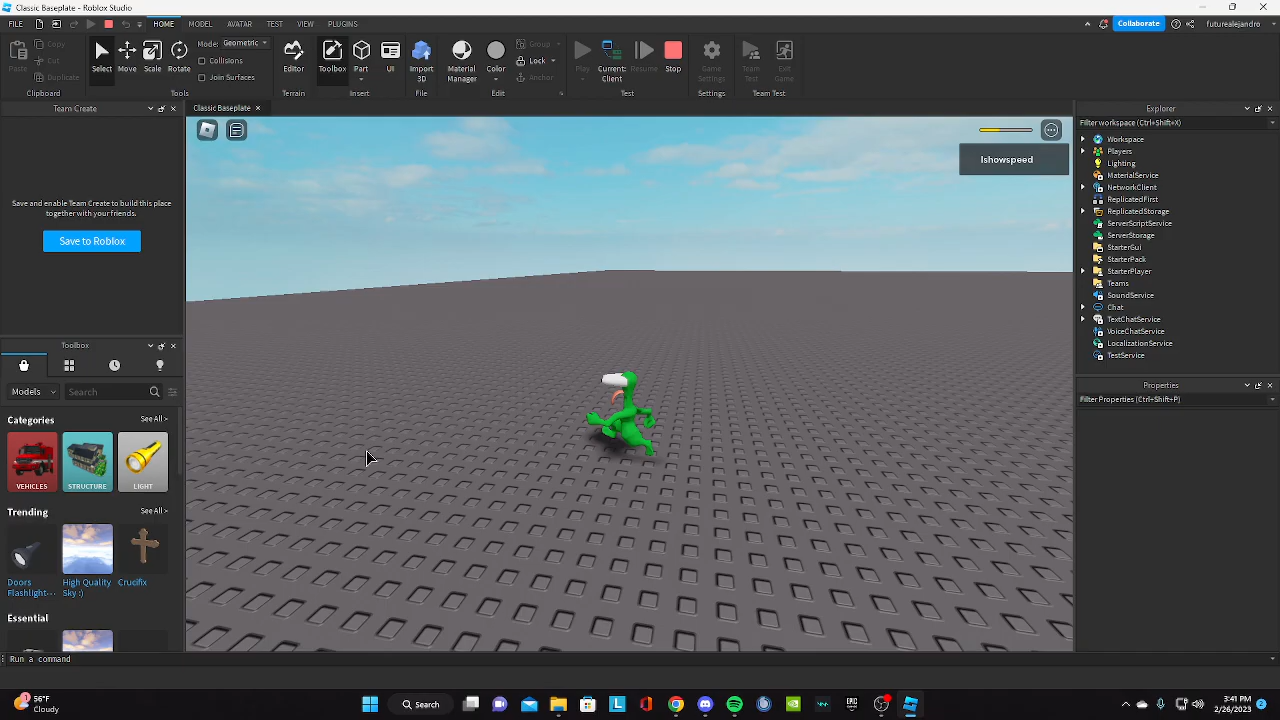 Classic Baseplate - Roblox Studio
FILE HOME MODEL AVATAR TEST VIEW PLUGINS Collaborate futurealejandro
Paste Copy Cut Duplicate Select Move Scale Rotate Mode: Geometric Collisions Join Surfaces Editor Toolbox Part UI Import 3D Material Manager Color Group Lock Anchor Play Current: Client Resume Stop Game Settings Team Test Exit Game
Clipboard Tools Terrain Insert File Edit Test Settings Team Test
Team Create
Save and enable Team Create to build this
place together with your friends.
Save to Roblox
Toolbox
Models Search
Categories See All >
VEHICLES STRUCTURE LIGHT
Trending See All >
Doors High Quality Crucifix
Flashlight··· Sky :)
Essential See All >
Classic Baseplate
Ishowspeed
Explorer
Filter workspace (Ctrl+Shift+X)
Workspace
Players
Lighting
MaterialService
NetworkClient
ReplicatedFirst
ReplicatedStorage
ServerScriptService
ServerStorage
StarterGui
StarterPack
StarterPlayer
Teams
SoundService
Chat
TextChatService
VoiceChatService
LocalizationService
TestService
Properties
Filter Properties (Ctrl+Shift+P)
Run a command
1
56°F
Cloudy
Search
L
EPIC
3:41 PM
2/26/2023